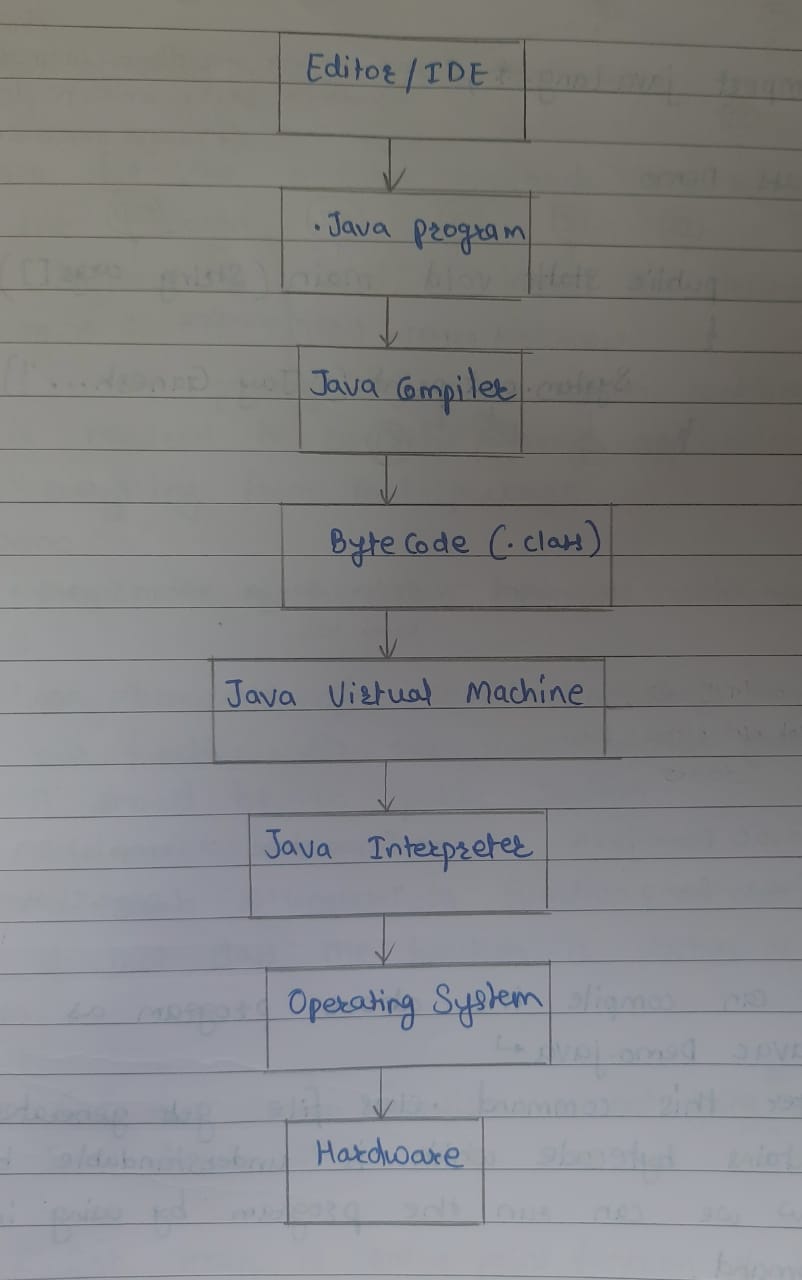 Editor/IDE
.Java program
Java Compiler
Byte Code (.class)
Java Virtual Machine
Java Interpreter
Operating System
Hardware